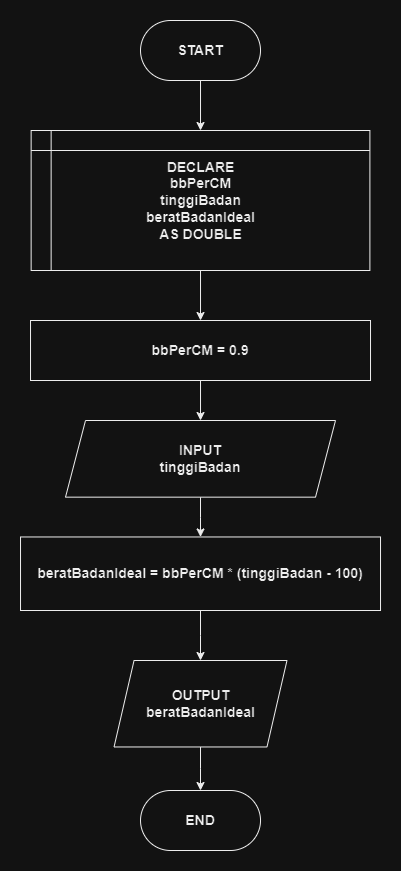 START
DECLARE
bbPerCM
tinggiBadan
beratBadanIdeal
AS DOUBLE
bbPerCM = 0.9
INPUT
tinggiBadan
beratBadanIdeal = bbPerCM * (tinggiBadan - 100)
OUTPUT
beratBadanIdeal
END